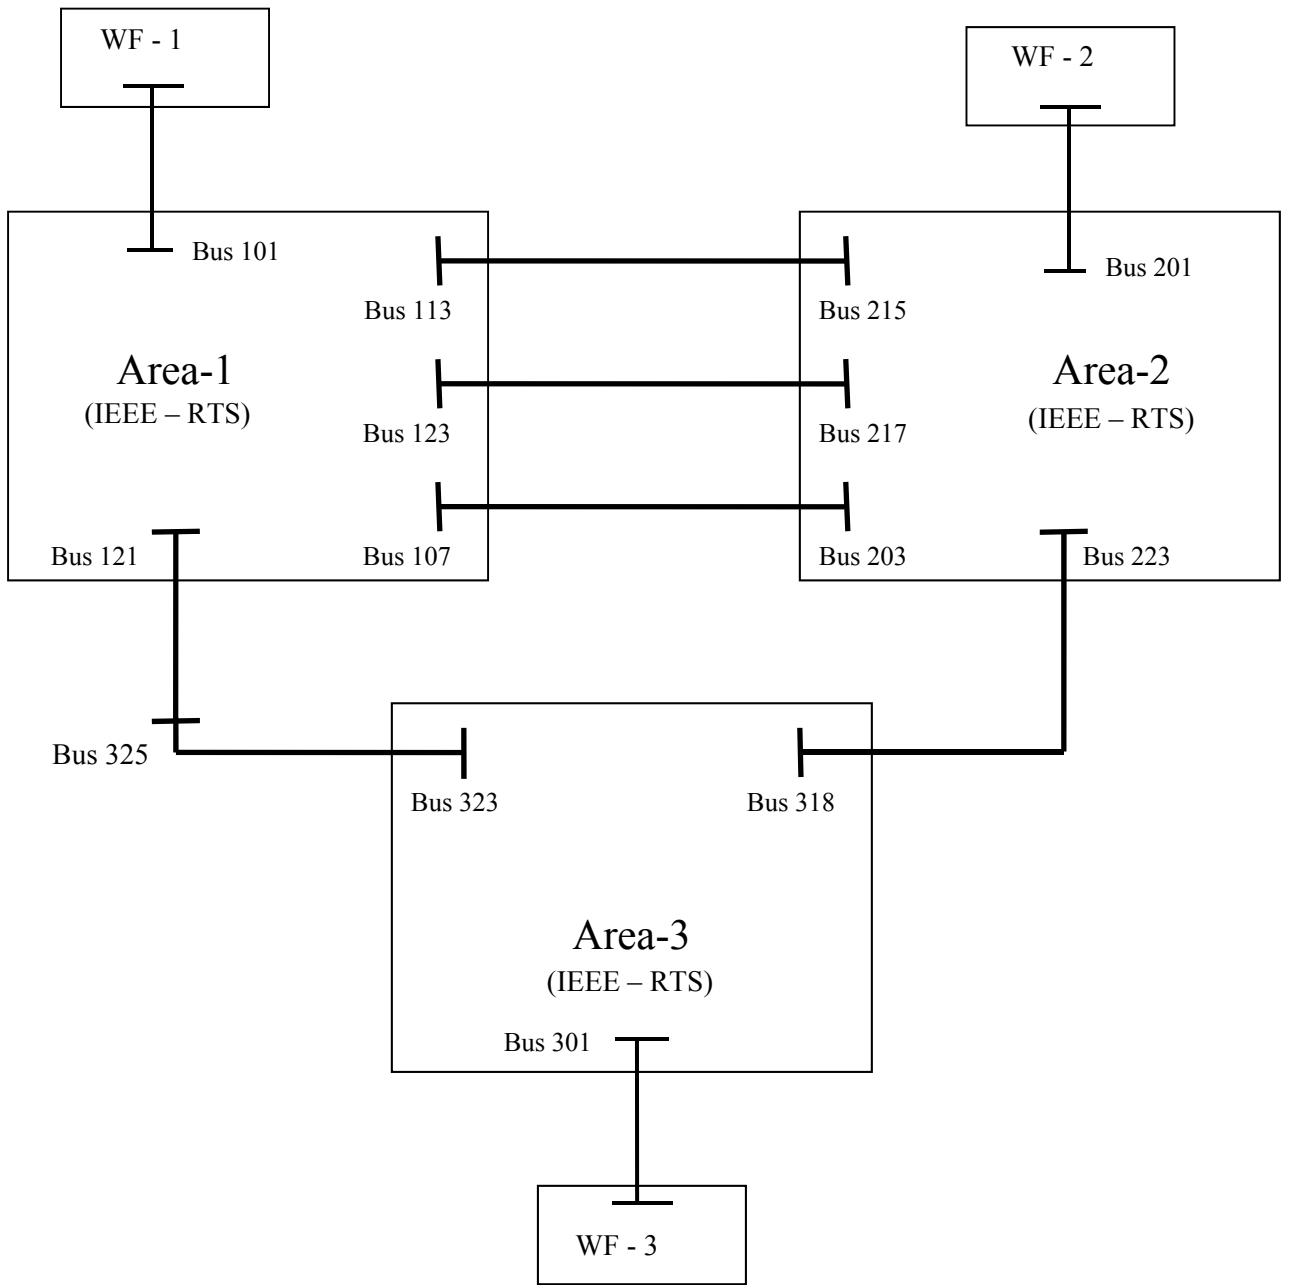 WF - 1
WF - 2
Bus 101
Bus 201
Bus 113
Bus 215
Area-1
(IEEE – RTS)
Area-2
(IEEE – RTS)
Bus 123
Bus 217
Bus 121
Bus 107
Bus 203
Bus 223
Bus 325
Bus 323
Bus 318
Area-3
(IEEE – RTS)
Bus 301
WF - 3